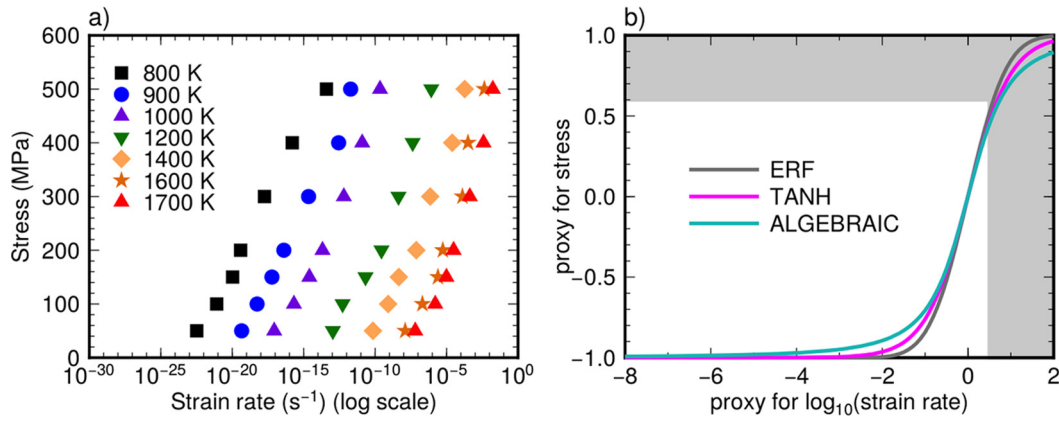 a)
600
500
400
300
200
100
0
Stress (MPa)
800 K
900 K
1000 K
1200 K
1400 K
1600 K
1700 K
10⁻³⁰ 10⁻²⁵ 10⁻²⁰ 10⁻¹⁵ 10⁻¹⁰ 10⁻⁵ 10⁰
Strain rate (s⁻¹) (log scale)
b)
1.0
0.5
0.0
−0.5
−1.0
proxy for stress
ERF
TANH
ALGEBRAIC
−8 −6 −4 −2 0 2
proxy for log₁₀(strain rate)